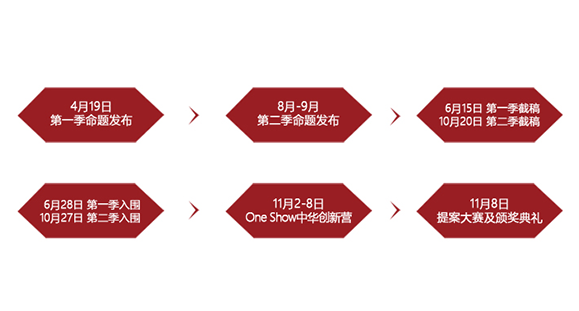 4月19日
第一季命题发布
8月-9月
第二季命题发布
6月15日 第一季截稿
10月20日 第二季截稿
6月28日 第一季入围
10月27日 第二季入围
11月2-8日
One Show中华创新营
11月8日
提案大赛及颁奖典礼